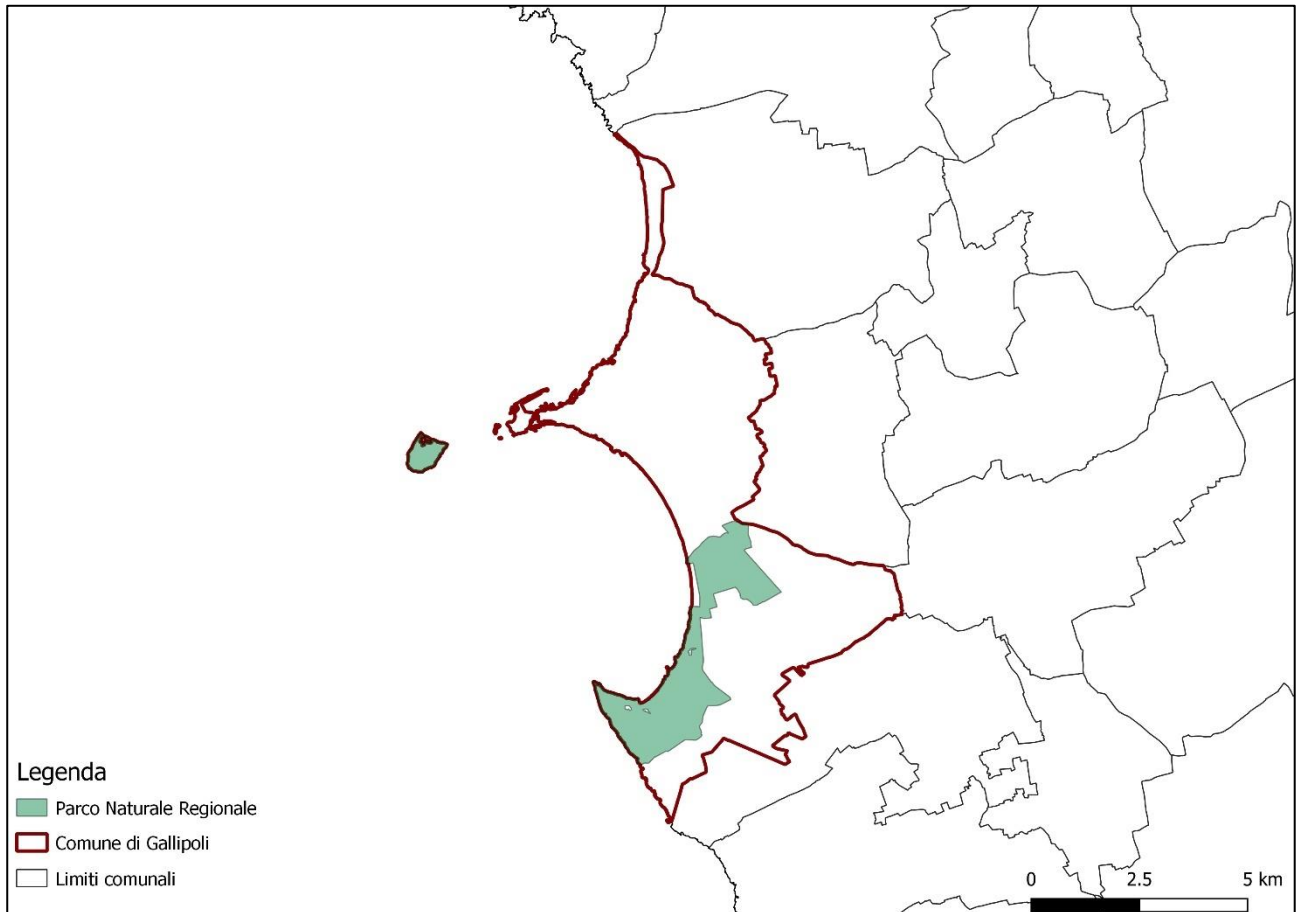 Legenda
Parco Naturale Regionale
Comune di Gallipoli
Limiti comunali
0 2.5 5 km